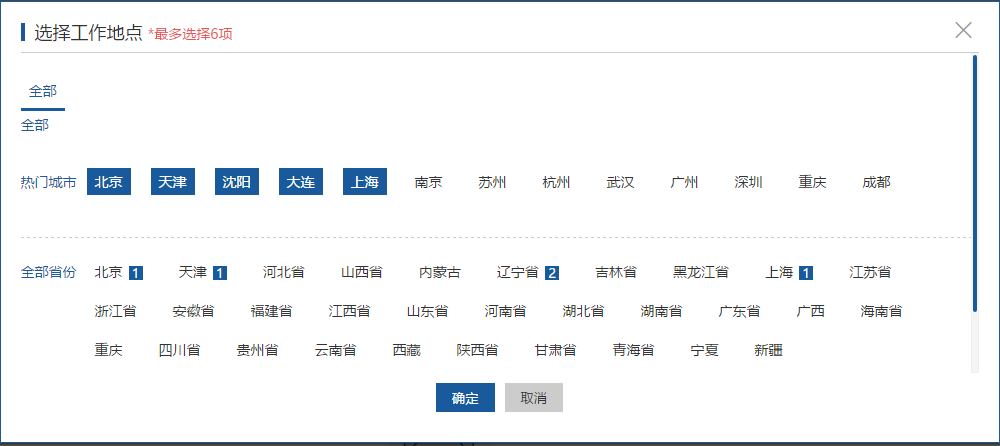 选择工作地点 *最多选择6项
全部
全部
热门城市 北京 天津 沈阳 大连 上海 南京 苏州 杭州 武汉 广州 深圳 重庆 成都
全部省份 北京 1 天津 1 河北省 山西省 内蒙古 辽宁省 2 吉林省 黑龙江省 上海 1 江苏省
浙江省 安徽省 福建省 江西省 山东省 河南省 湖北省 湖南省 广东省 广西 海南省
重庆 四川省 贵州省 云南省 西藏 陕西省 甘肃省 青海省 宁夏 新疆
确定 取消